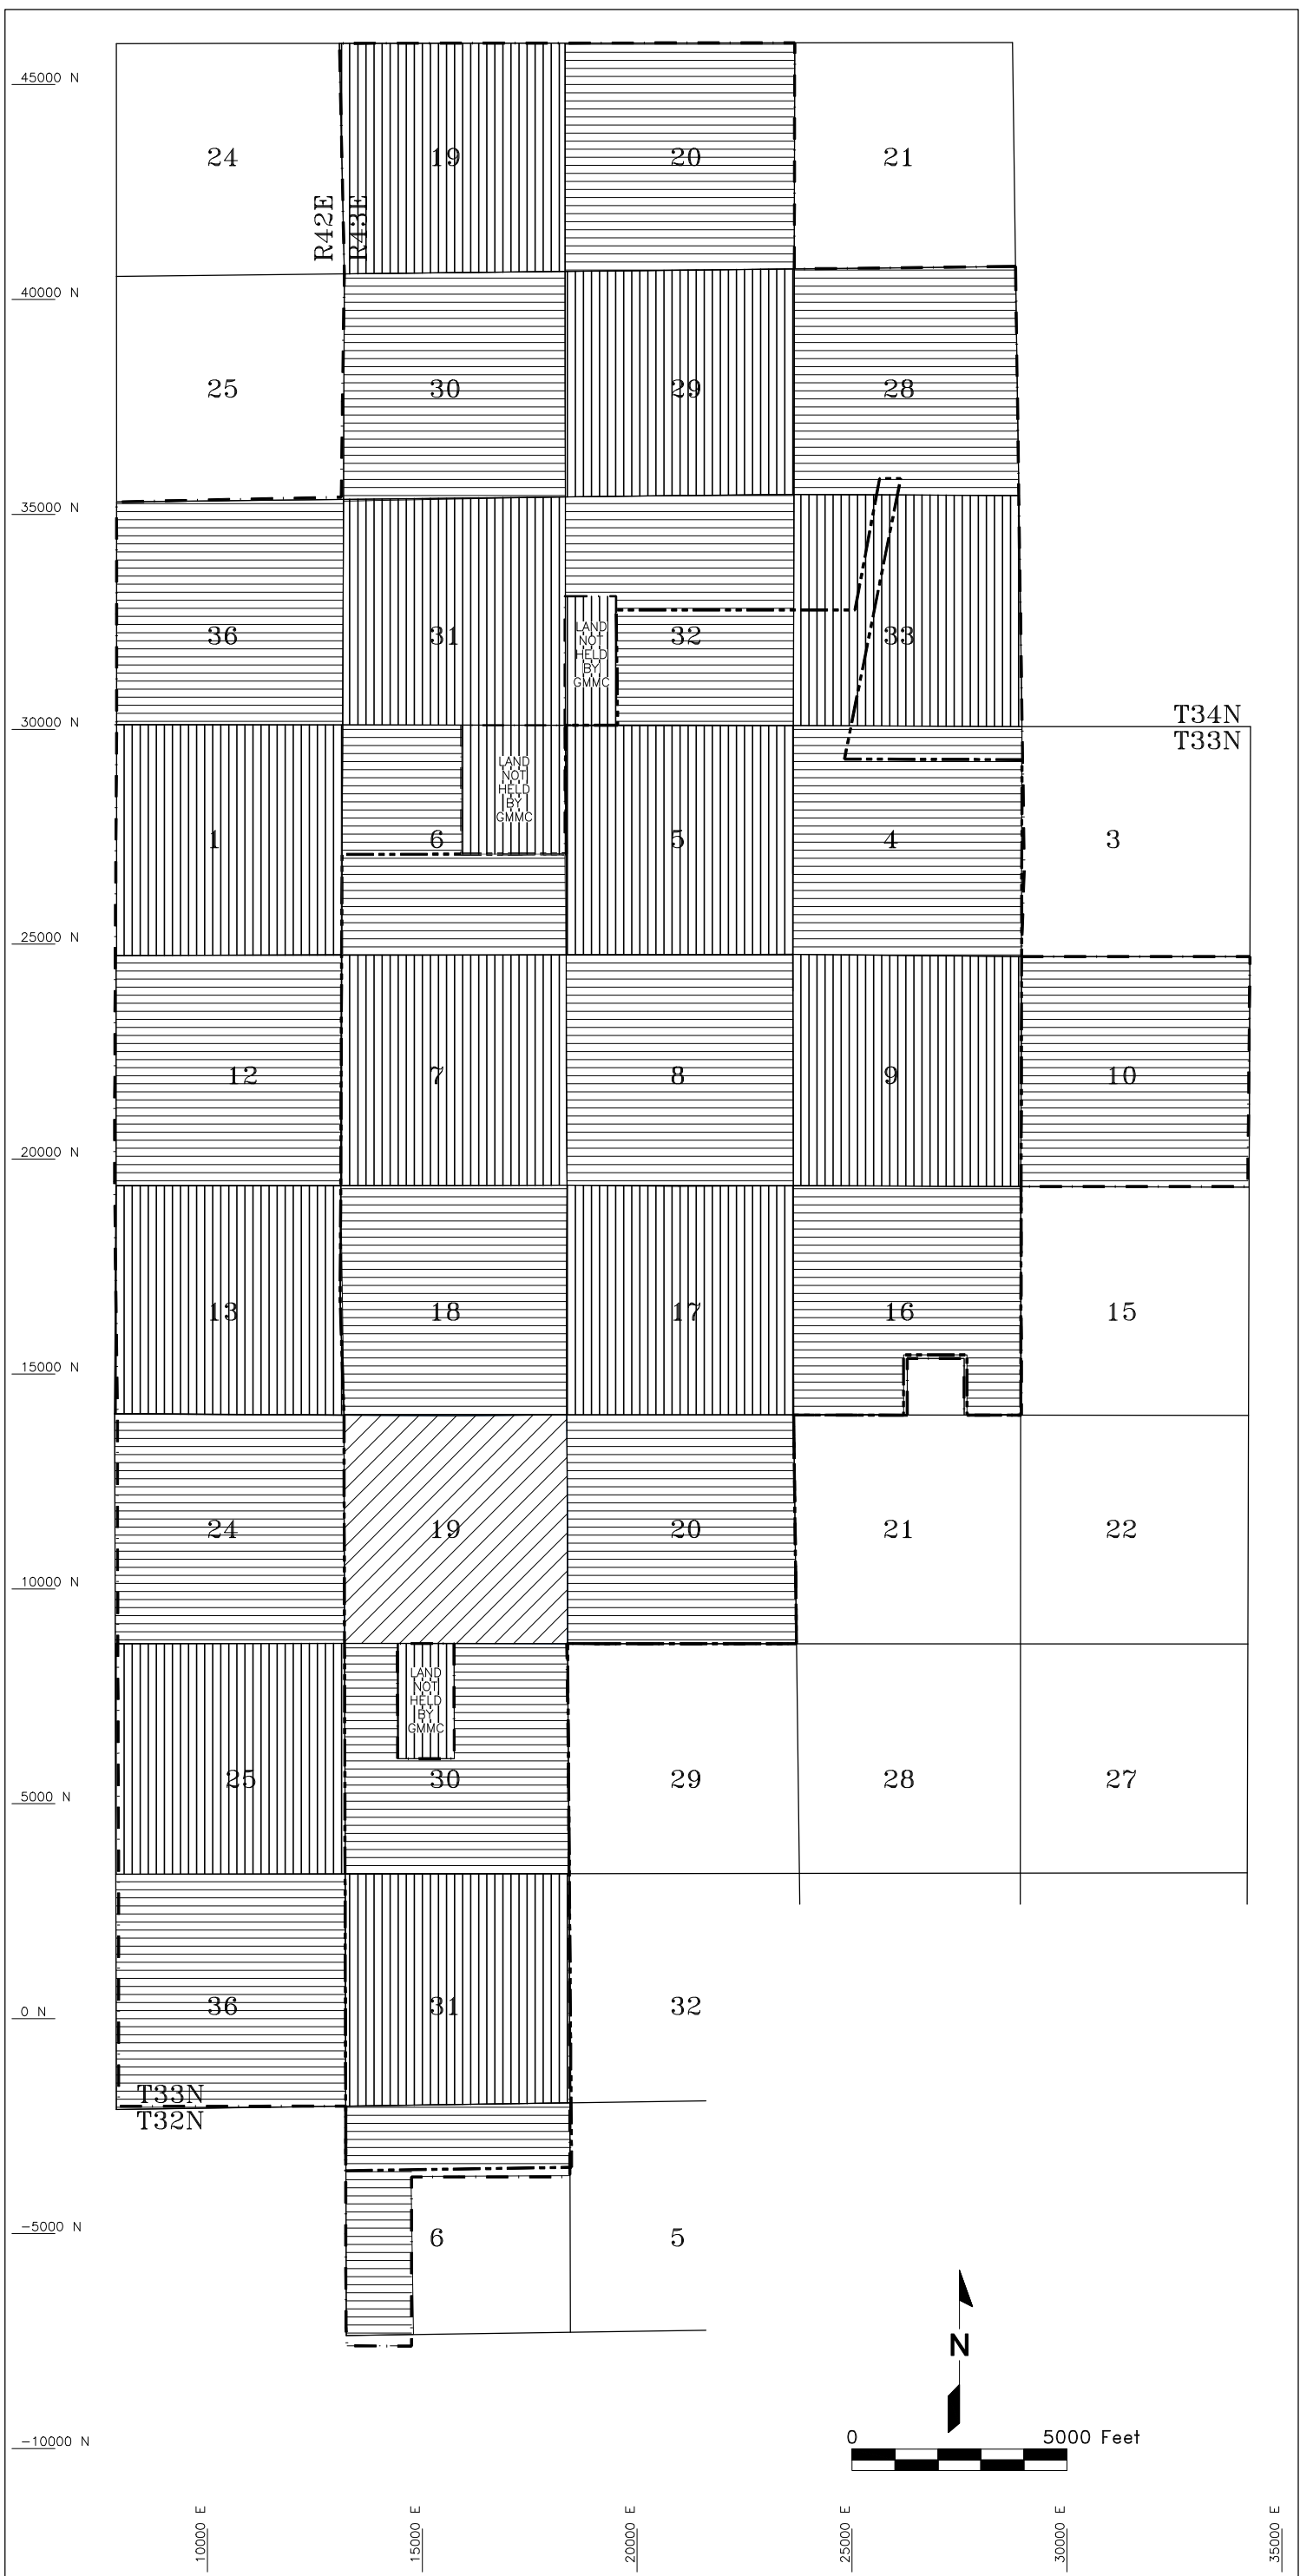 45000 N
24
19
20
21
R42E
R43E
40000 N
25
30
29
28
35000 N
36
31
LAND
NOT
HELD
BY
GMMC
32
33
30000 N
T34N
T33N
1
6
LAND
NOT
HELD
BY
GMMC
5
4
3
25000 N
12
7
8
9
10
20000 N
13
18
17
16
15
15000 N
24
19
20
21
22
10000 N
LAND
NOT
HELD
BY
GMMC
25
30
29
28
27
5000 N
36
31
32
0 N
T33N
T32N
-5000 N
6
5
N
-10000 N
0
5000 Feet
10000 E
15000 E
20000 E
25000 E
30000 E
35000 E